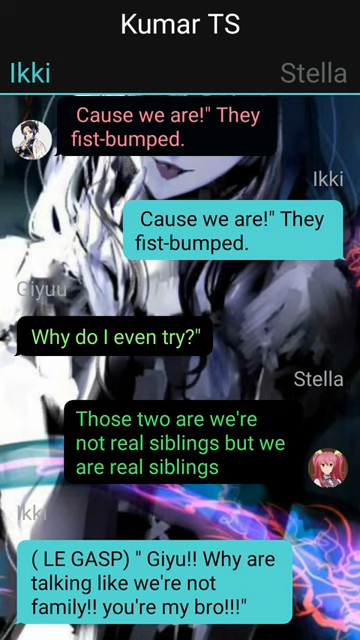 Kumar TS
Ikki
Stella
Cause we are!" They
fist-bumped.
Ikki
Cause we are!" They
fist-bumped.
Giyuu
Why do I even try?"
Stella
Those two are we're
not real siblings but we
are real siblings
Ikki
( LE GASP) " Giyu!! Why are
talking like we're not
family!! you're my bro!!!"